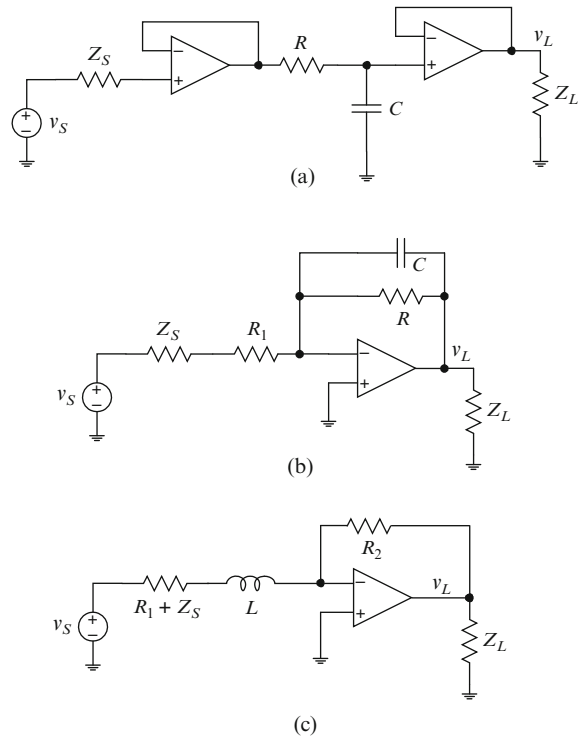 Z_S
R
v_L
−
+
−
+
+
−
v_S
C
Z_L
(a)
C
R
Z_S
R_1
v_L
−
+
+
−
v_S
Z_L
(b)
R_2
v_L
−
+
+
−
v_S
R_1 + Z_S
L
Z_L
(c)